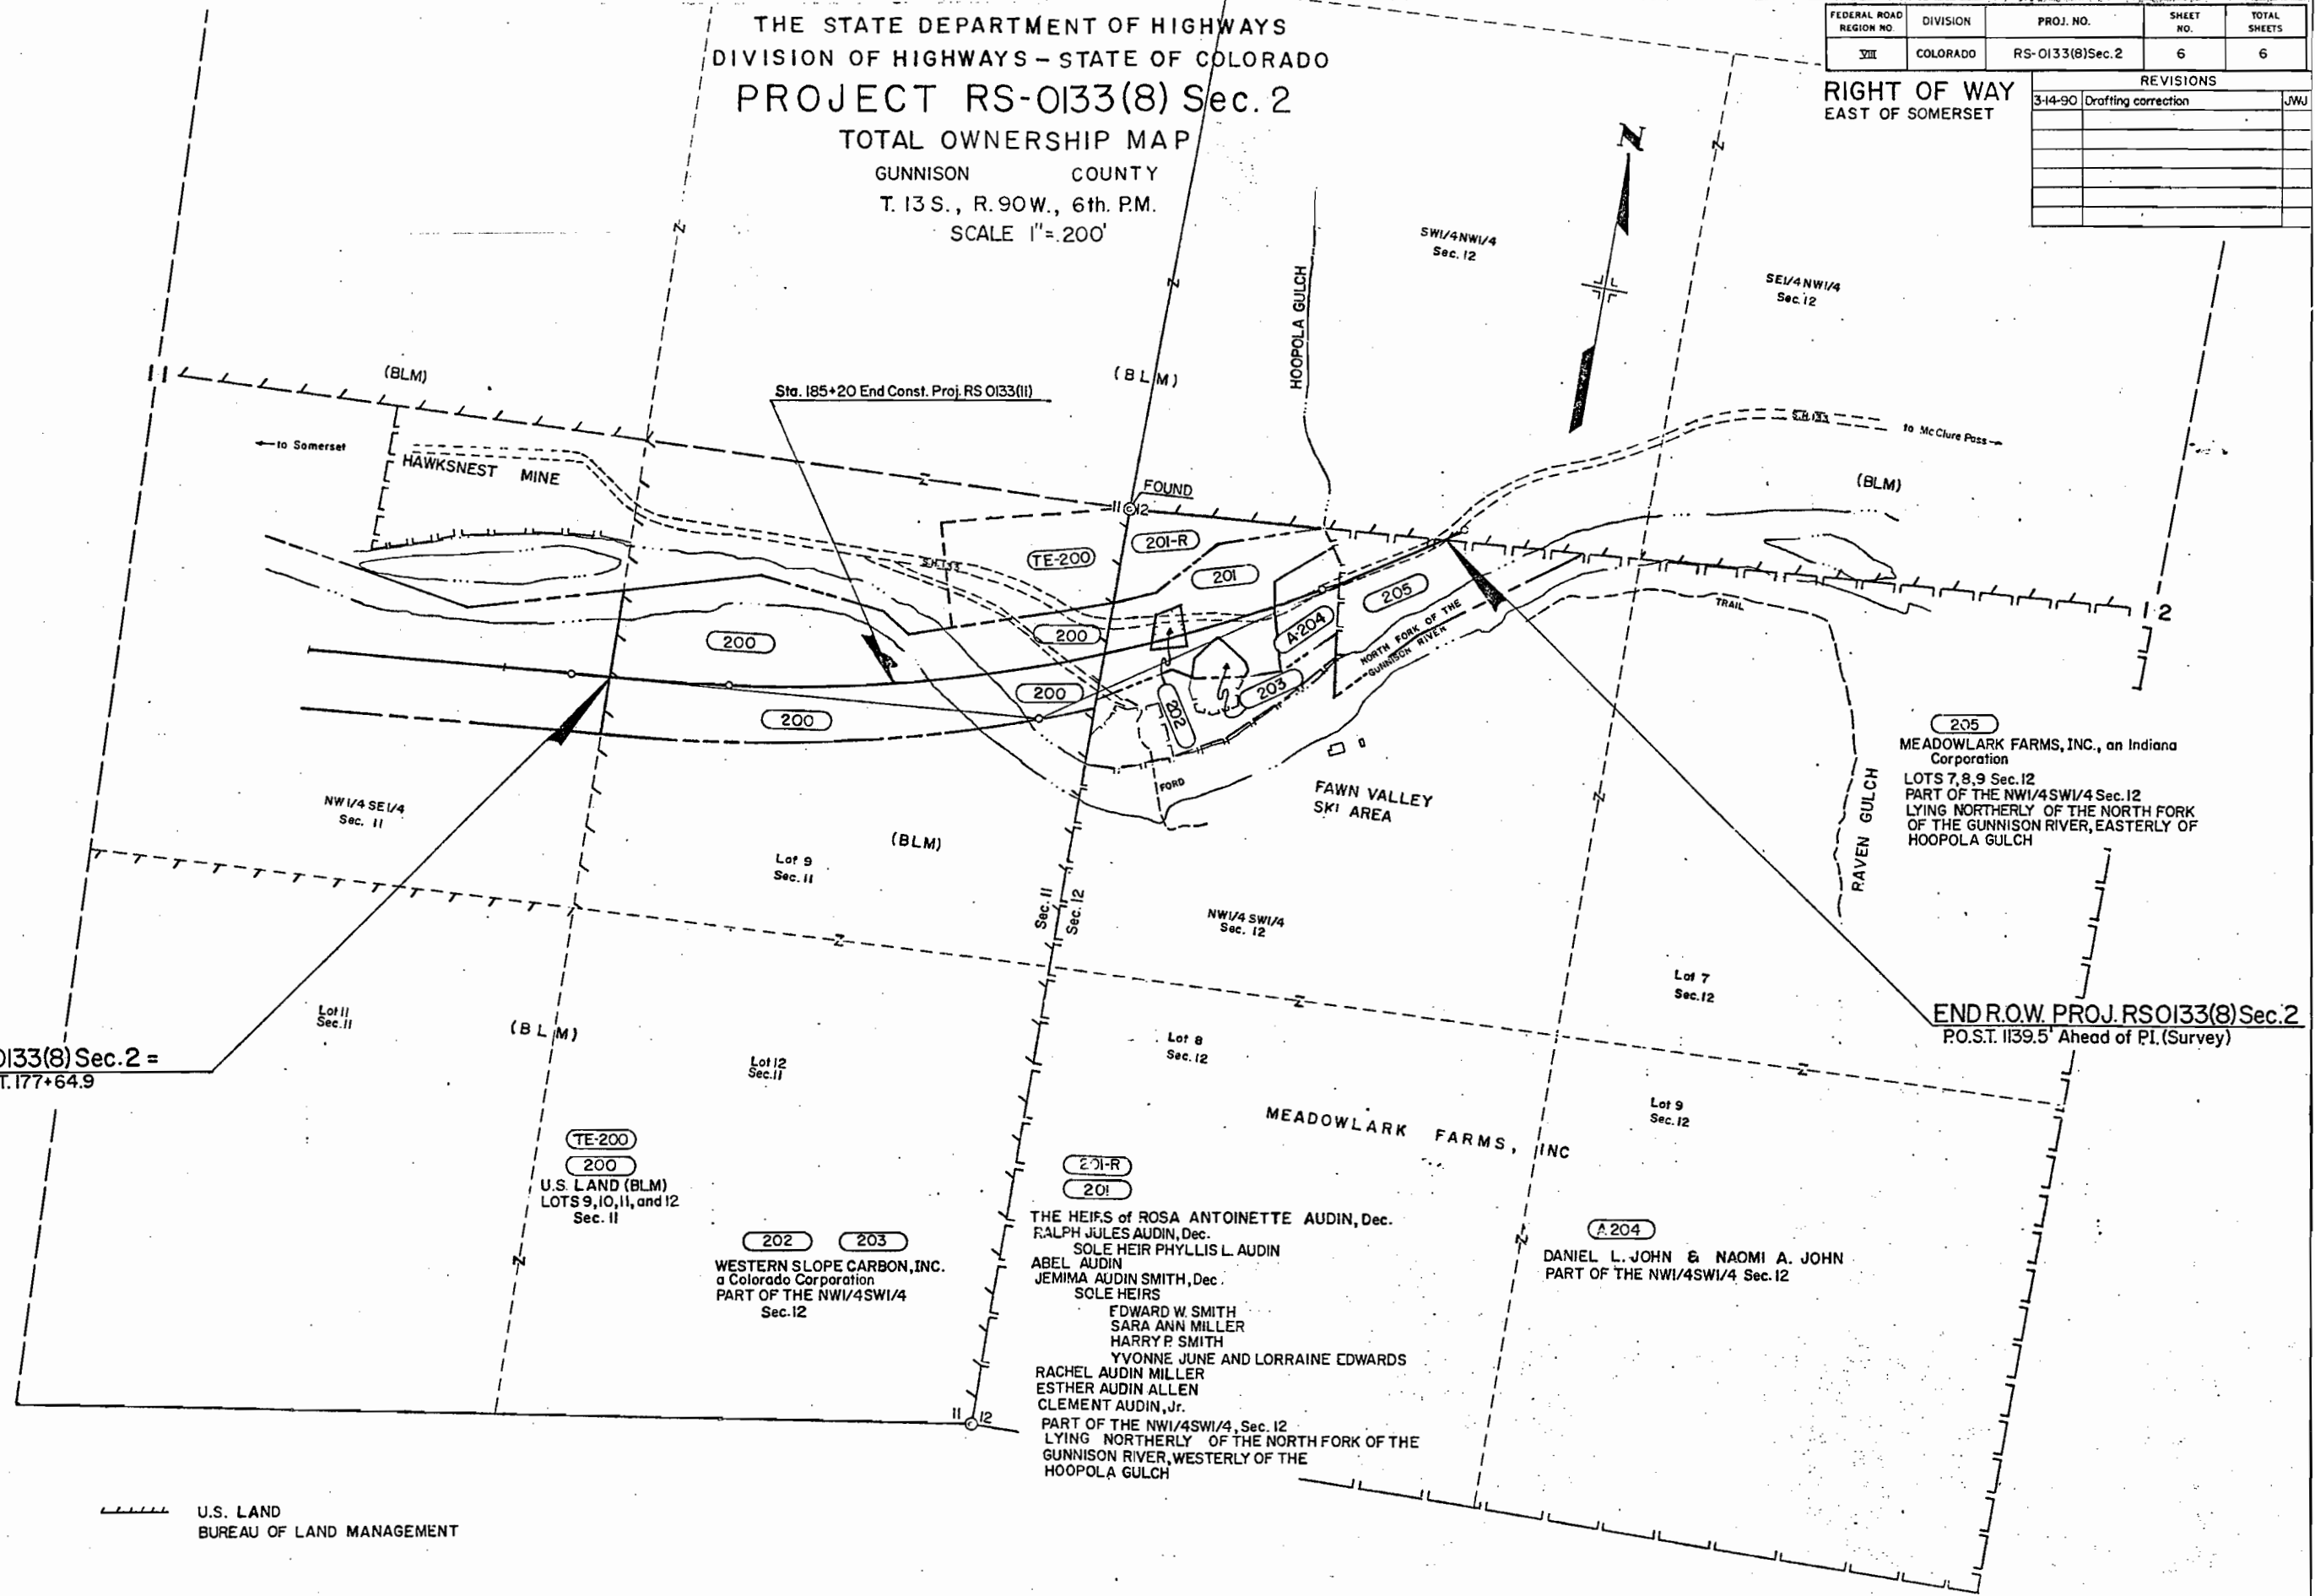 THE STATE DEPARTMENT OF HIGHWAYS
DIVISION OF HIGHWAYS – STATE OF COLORADO
PROJECT RS-0133(8) Sec. 2
TOTAL OWNERSHIP MAP
GUNNISON COUNTY
T. 13 S., R. 90 W., 6th. P.M.
SCALE 1"=200'
FEDERAL ROAD REGION NO.
DIVISION
PROJ. NO.
SHEET NO.
TOTAL SHEETS
VIII
COLORADO
RS-0133(8)Sec.2
6
6
RIGHT OF WAY
EAST OF SOMERSET
REVISIONS
3-14-90 Drafting correction JWJ
N
SW1/4NW1/4
Sec. 12
SE1/4NW1/4
Sec. 12
HOOPOLA GULCH
11
(BLM)
(BLM)
Sta. 185+20 End Const. Proj. RS 0133(11)
←to Somerset
HAWKSNEST MINE
S.H.133
to McClure Pass→
(BLM)
FOUND
11 12
TE-200
201-R
201
S.H.133
205
A-204
200
200
200
200
202
203
NORTH FORK OF THE
GUNNISON RIVER
TRAIL
12
FORD
FAWN VALLEY
SKI AREA
RAVEN GULCH
205
MEADOWLARK FARMS, INC., an Indiana
Corporation
LOTS 7,8,9 Sec.12
PART OF THE NW1/4SW1/4 Sec.12
LYING NORTHERLY OF THE NORTH FORK
OF THE GUNNISON RIVER, EASTERLY OF
HOOPOLA GULCH
NW1/4 SE1/4
Sec. 11
Lot 9
Sec. 11
(BLM)
Sec. 11
Sec. 12
NW1/4 SW1/4
Sec. 12
Lot 7
Sec.12
END R.O.W. PROJ. RS0133(8) Sec.2
P.O.S.T. 1139.5' Ahead of P.I. (Survey)
Lot 11
Sec.11
(BLM)
Lot 12
Sec.11
Lot 8
Sec.12
Lot 9
Sec.12
0133(8) Sec.2 =
T. 177+64.9
MEADOWLARK FARMS, INC
TE-200
200
U.S. LAND (BLM)
LOTS 9,10,11, and 12
Sec. 11
202 203
WESTERN SLOPE CARBON, INC.
a Colorado Corporation
PART OF THE NW1/4SW1/4
Sec.12
201-R
201
THE HEIRS of ROSA ANTOINETTE AUDIN, Dec.
RALPH JULES AUDIN, Dec.
SOLE HEIR PHYLLIS L. AUDIN
ABEL AUDIN
JEMIMA AUDIN SMITH, Dec.
SOLE HEIRS
EDWARD W. SMITH
SARA ANN MILLER
HARRY P. SMITH
YVONNE JUNE AND LORRAINE EDWARDS
RACHEL AUDIN MILLER
ESTHER AUDIN ALLEN
CLEMENT AUDIN, Jr.
PART OF THE NW1/4SW1/4, Sec. 12
LYING NORTHERLY OF THE NORTH FORK OF THE
GUNNISON RIVER, WESTERLY OF THE
HOOPOLA GULCH
A-204
DANIEL L. JOHN & NAOMI A. JOHN
PART OF THE NW1/4SW1/4 Sec. 12
11 12
U.S. LAND
BUREAU OF LAND MANAGEMENT